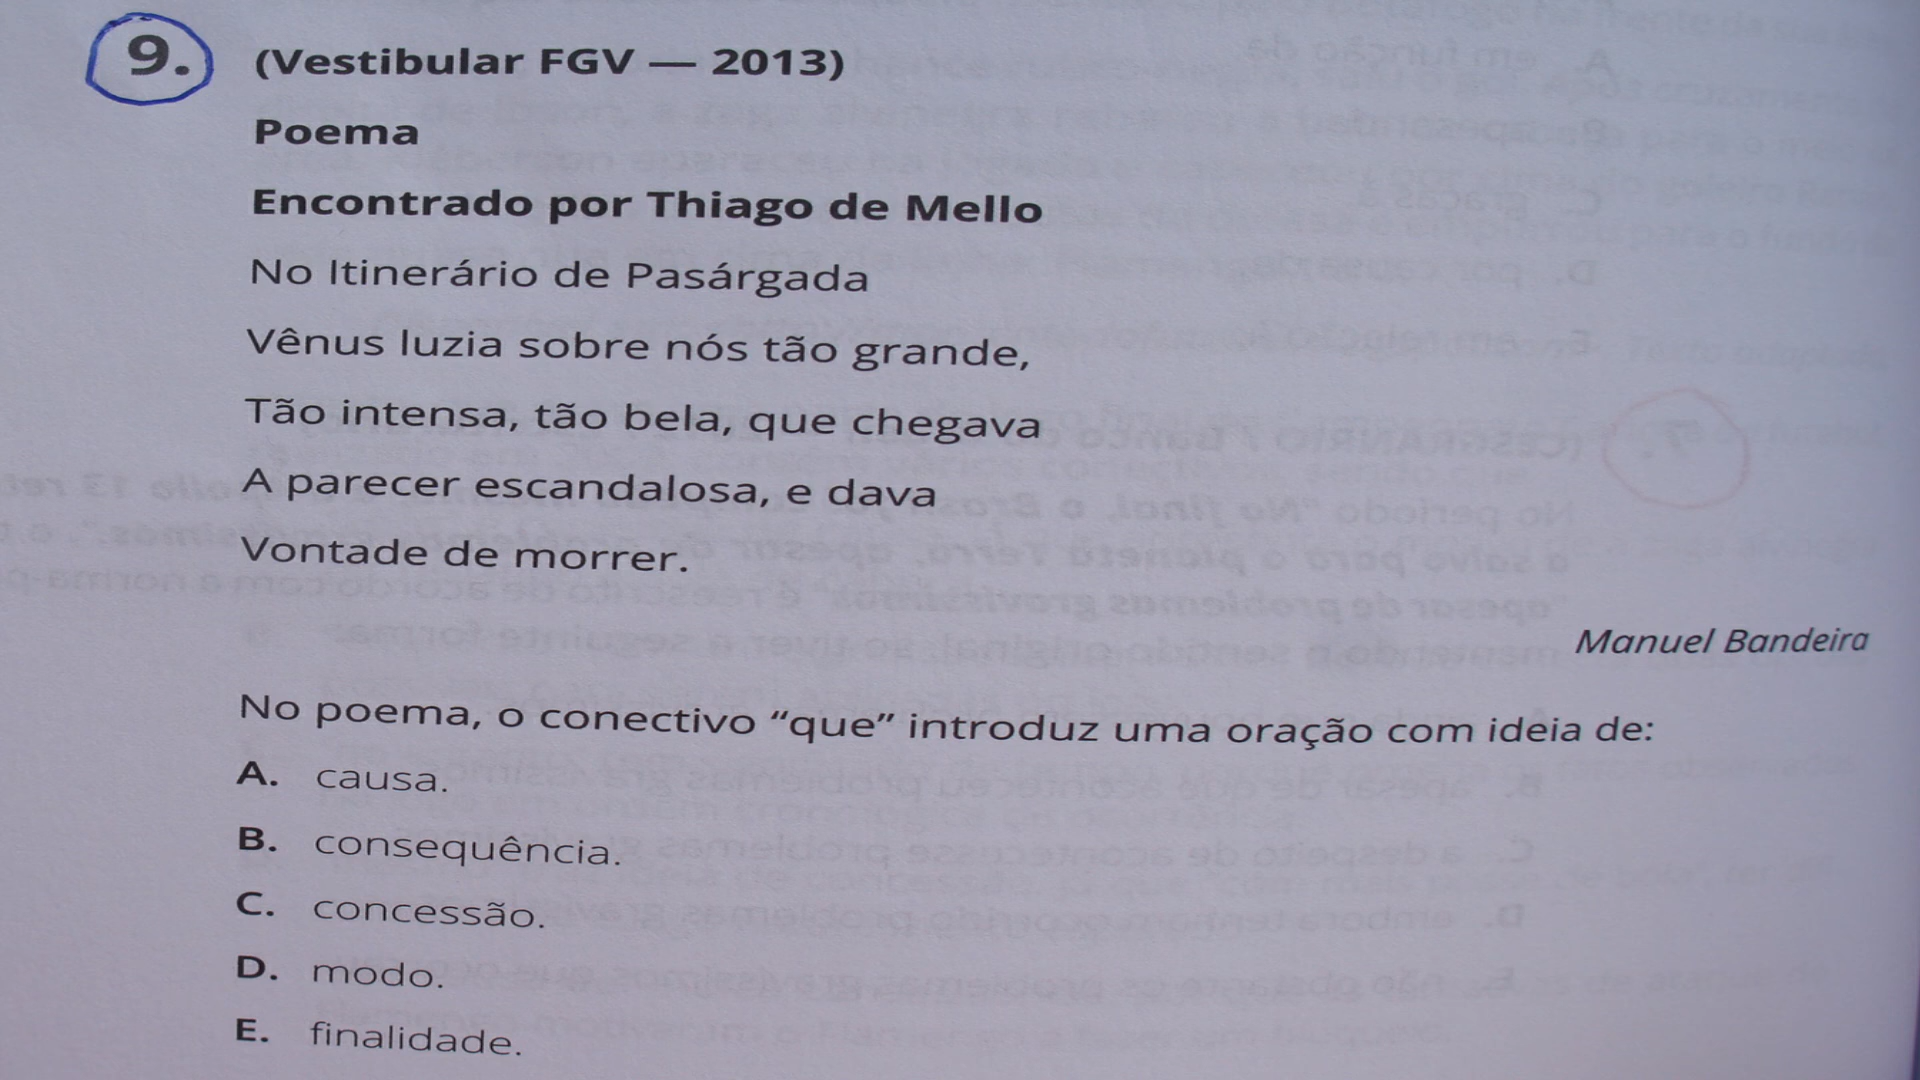 9. (Vestibular FGV — 2013)
Poema
Encontrado por Thiago de Mello
No Itinerário de Pasárgada
Vênus luzia sobre nós tão grande,
Tão intensa, tão bela, que chegava
A parecer escandalosa, e dava
Vontade de morrer.
Manuel Bandeira
No poema, o conectivo “que” introduz uma oração com ideia de:
A. causa.
B. consequência.
C. concessão.
D. modo.
E. finalidade.